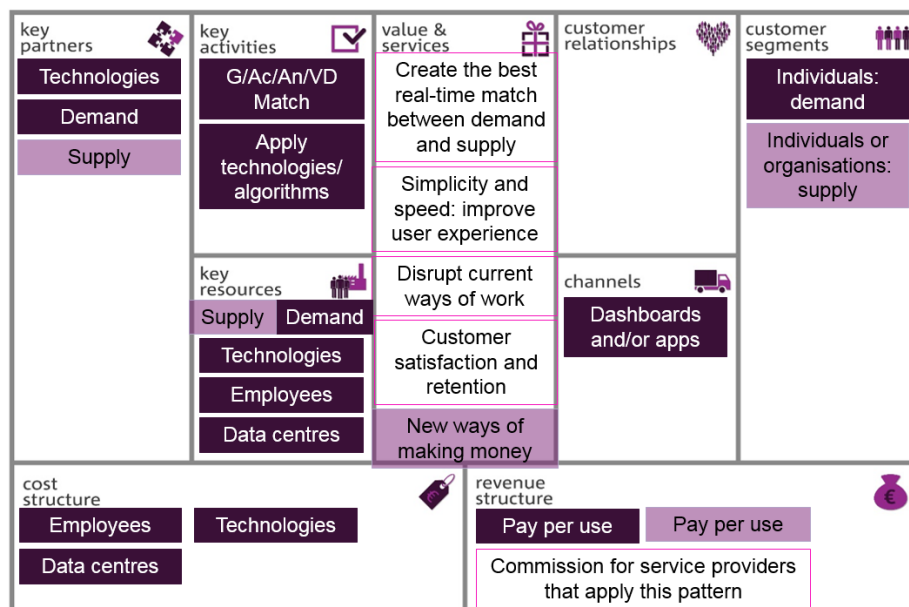 key
partners
Technologies
Demand
Supply
key
activities
G/Ac/An/VD
Match
Apply
technologies/
algorithms
key
resources
Supply
Demand
Technologies
Employees
Data centres
value &
services
Create the best
real-time match
between demand
and supply
Simplicity and
speed: improve
user experience
Disrupt current
ways of work
Customer
satisfaction and
retention
New ways of
making money
customer
relationships
channels
Dashboards
and/or apps
customer
segments
Individuals:
demand
Individuals or
organisations:
supply
cost
structure
€
Employees
Technologies
Data centres
revenue
structure
€
Pay per use
Pay per use
Commission for service providers
that apply this pattern